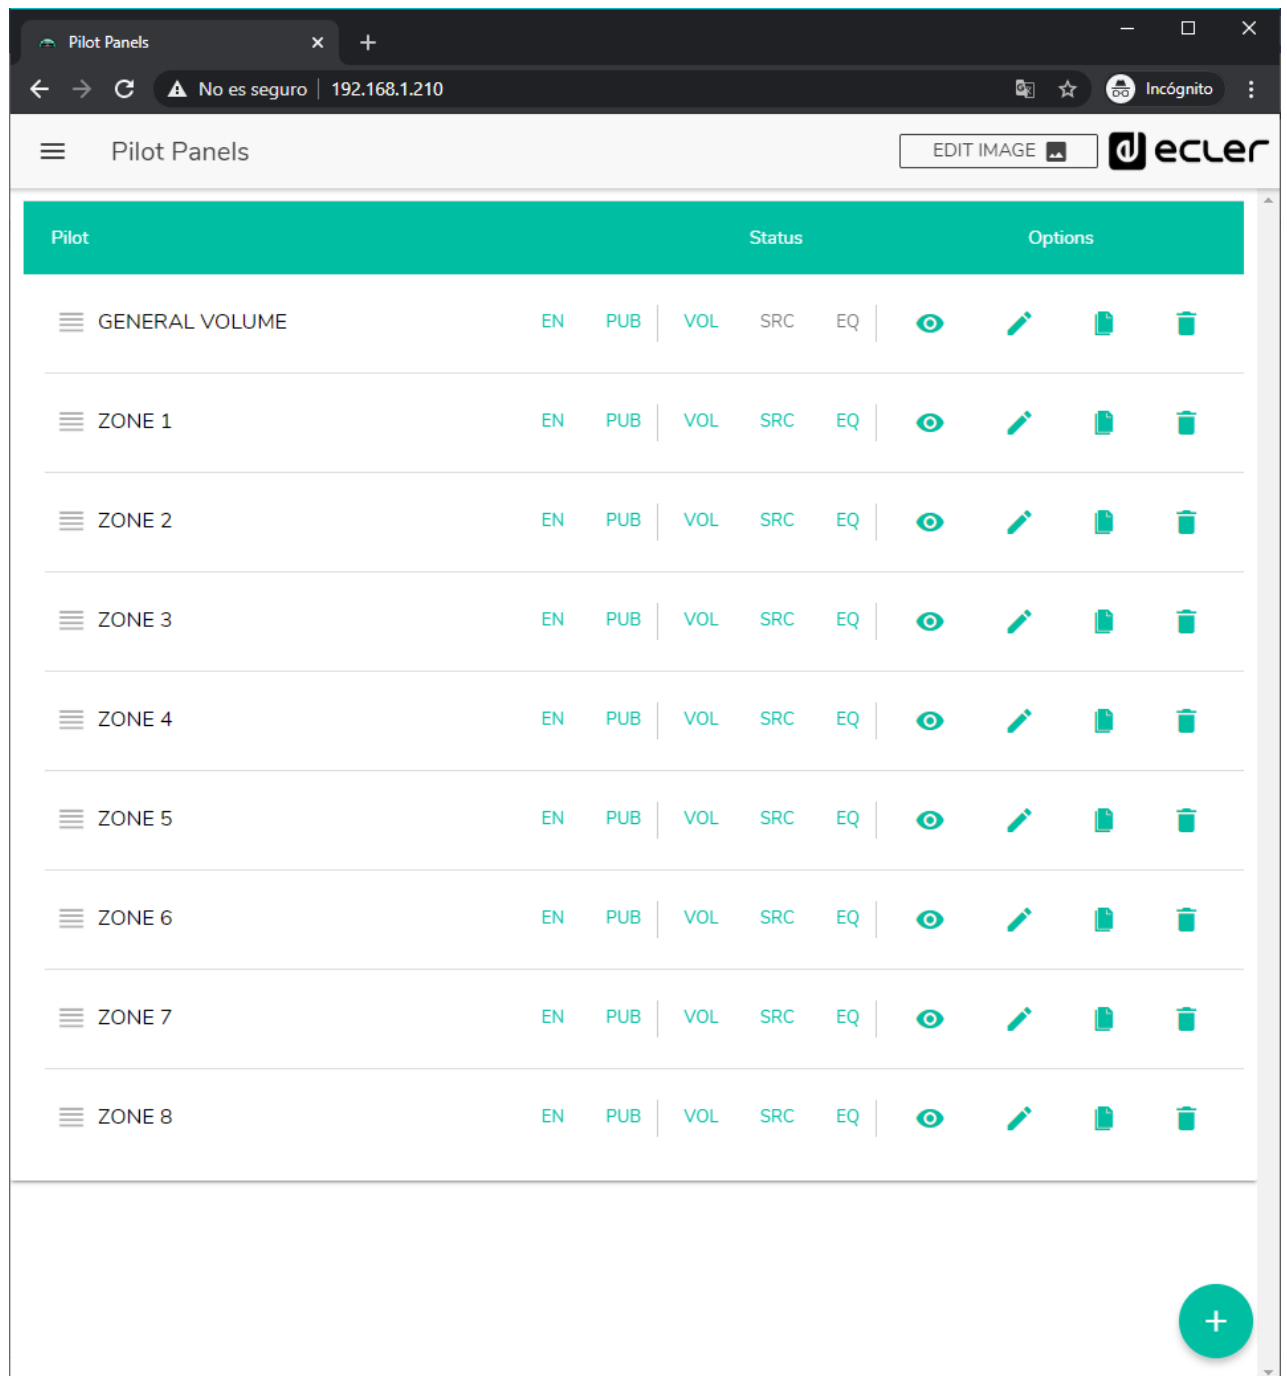 Pilot Panels
No es seguro | 192.168.1.210
Incógnito
Pilot Panels
EDIT IMAGE
ecler
Pilot Status Options
GENERAL VOLUME EN PUB VOL SRC EQ
ZONE 1 EN PUB VOL SRC EQ
ZONE 2 EN PUB VOL SRC EQ
ZONE 3 EN PUB VOL SRC EQ
ZONE 4 EN PUB VOL SRC EQ
ZONE 5 EN PUB VOL SRC EQ
ZONE 6 EN PUB VOL SRC EQ
ZONE 7 EN PUB VOL SRC EQ
ZONE 8 EN PUB VOL SRC EQ